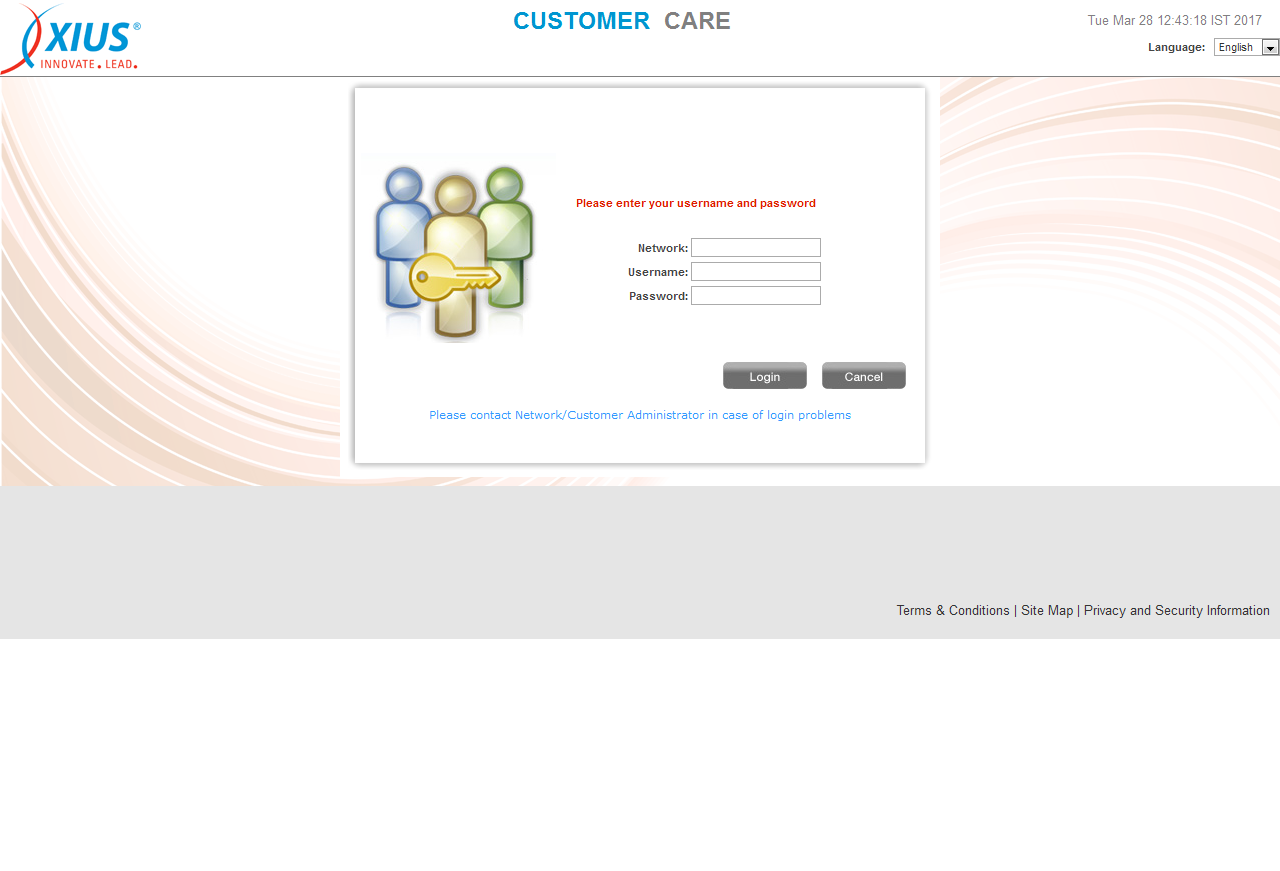 XIUS®
INNOVATE. LEAD.
CUSTOMER CARE
Tue Mar 28 12:43:18 IST 2017
Language: English
Please enter your username and password
Network:
Username:
Password:
Login Cancel
Please contact Network/Customer Administrator in case of login problems
Terms & Conditions | Site Map | Privacy and Security Information